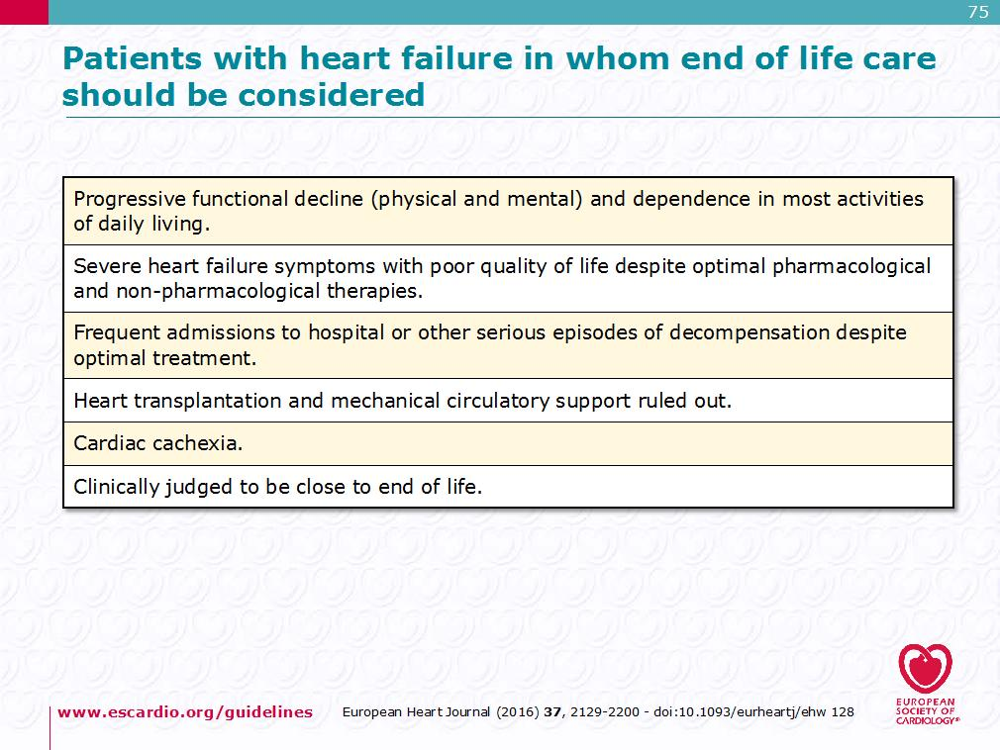 75
Patients with heart failure in whom end of life care
should be considered
Progressive functional decline (physical and mental) and dependence in most activities
of daily living.
Severe heart failure symptoms with poor quality of life despite optimal pharmacological
and non-pharmacological therapies.
Frequent admissions to hospital or other serious episodes of decompensation despite
optimal treatment.
Heart transplantation and mechanical circulatory support ruled out.
Cardiac cachexia.
Clinically judged to be close to end of life.
www.escardio.org/guidelines European Heart Journal (2016) 37, 2129-2200 - doi:10.1093/eurheartj/ehw 128
EUROPEAN
SOCIETY OF
CARDIOLOGY®